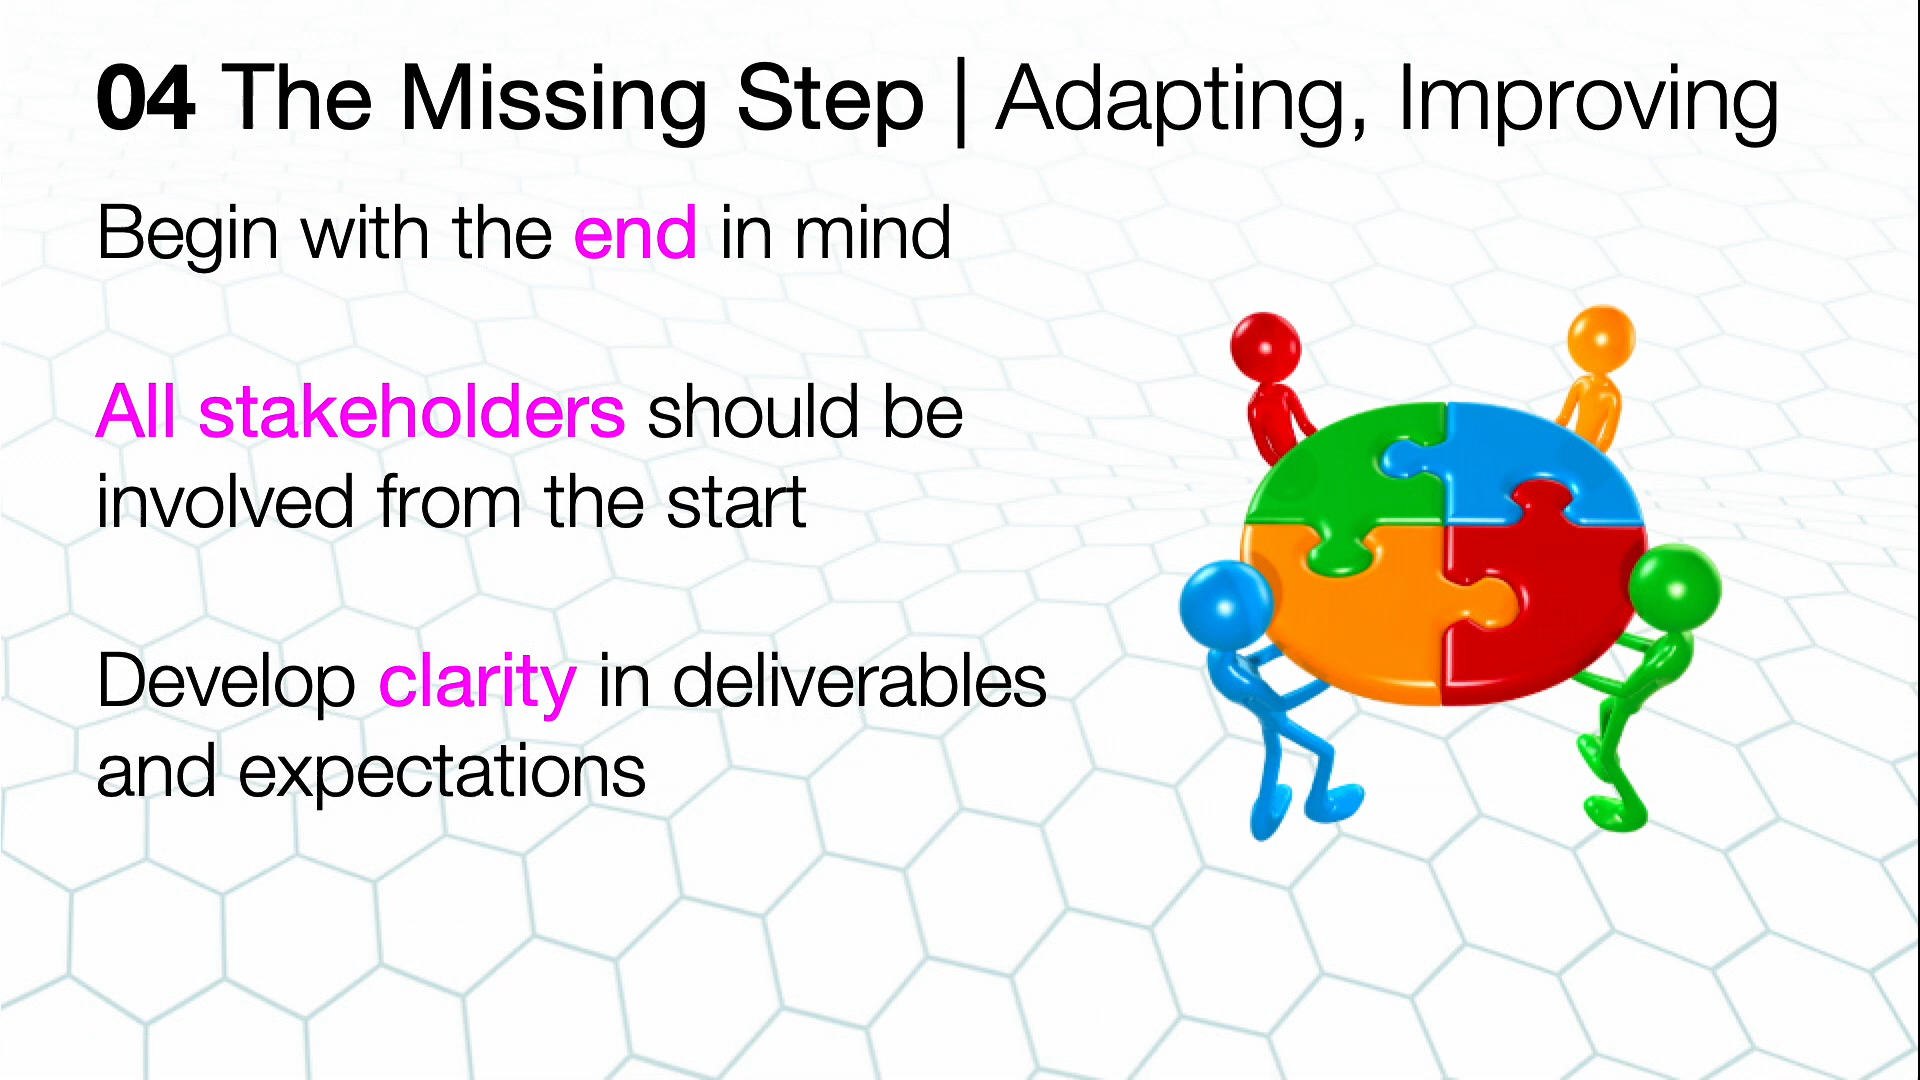 04 The Missing Step | Adapting, Improving
Begin with the end in mind
All stakeholders should be
involved from the start
Develop clarity in deliverables
and expectations